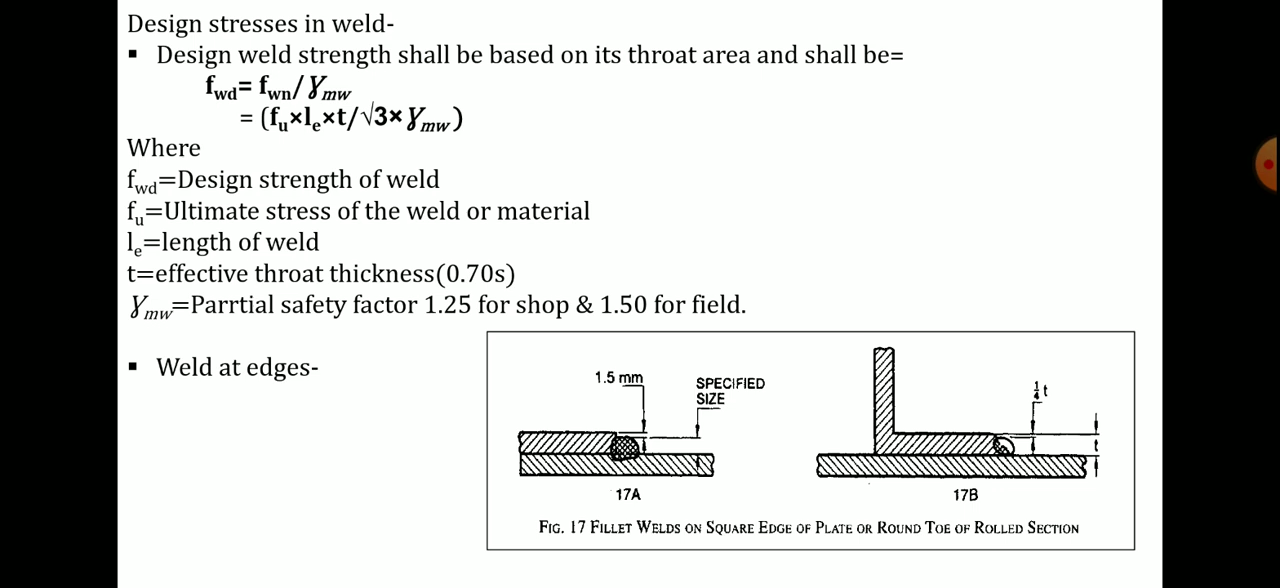 Design stresses in weld-
▪ Design weld strength shall be based on its throat area and shall be=
fwd= fwn/γmw
= (fu×le×t/√3×γmw)
Where
fwd=Design strength of weld
fu=Ultimate stress of the weld or material
le=length of weld
t=effective throat thickness(0.70s)
γmw=Parrtial safety factor 1.25 for shop & 1.50 for field.
▪ Weld at edges-
1.5 mm
SPECIFIED
SIZE
¼ t
t
17A
17B
FIG. 17 FILLET WELDS ON SQUARE EDGE OF PLATE OR ROUND TOE OF ROLLED SECTION